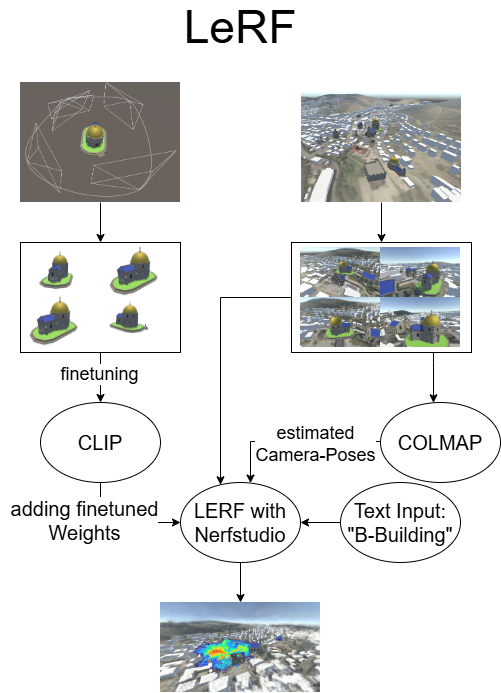 LeRF
finetuning
CLIP
estimated
Camera-Poses
COLMAP
adding finetuned
Weights
LERF with
Nerfstudio
Text Input:
"B-Building"